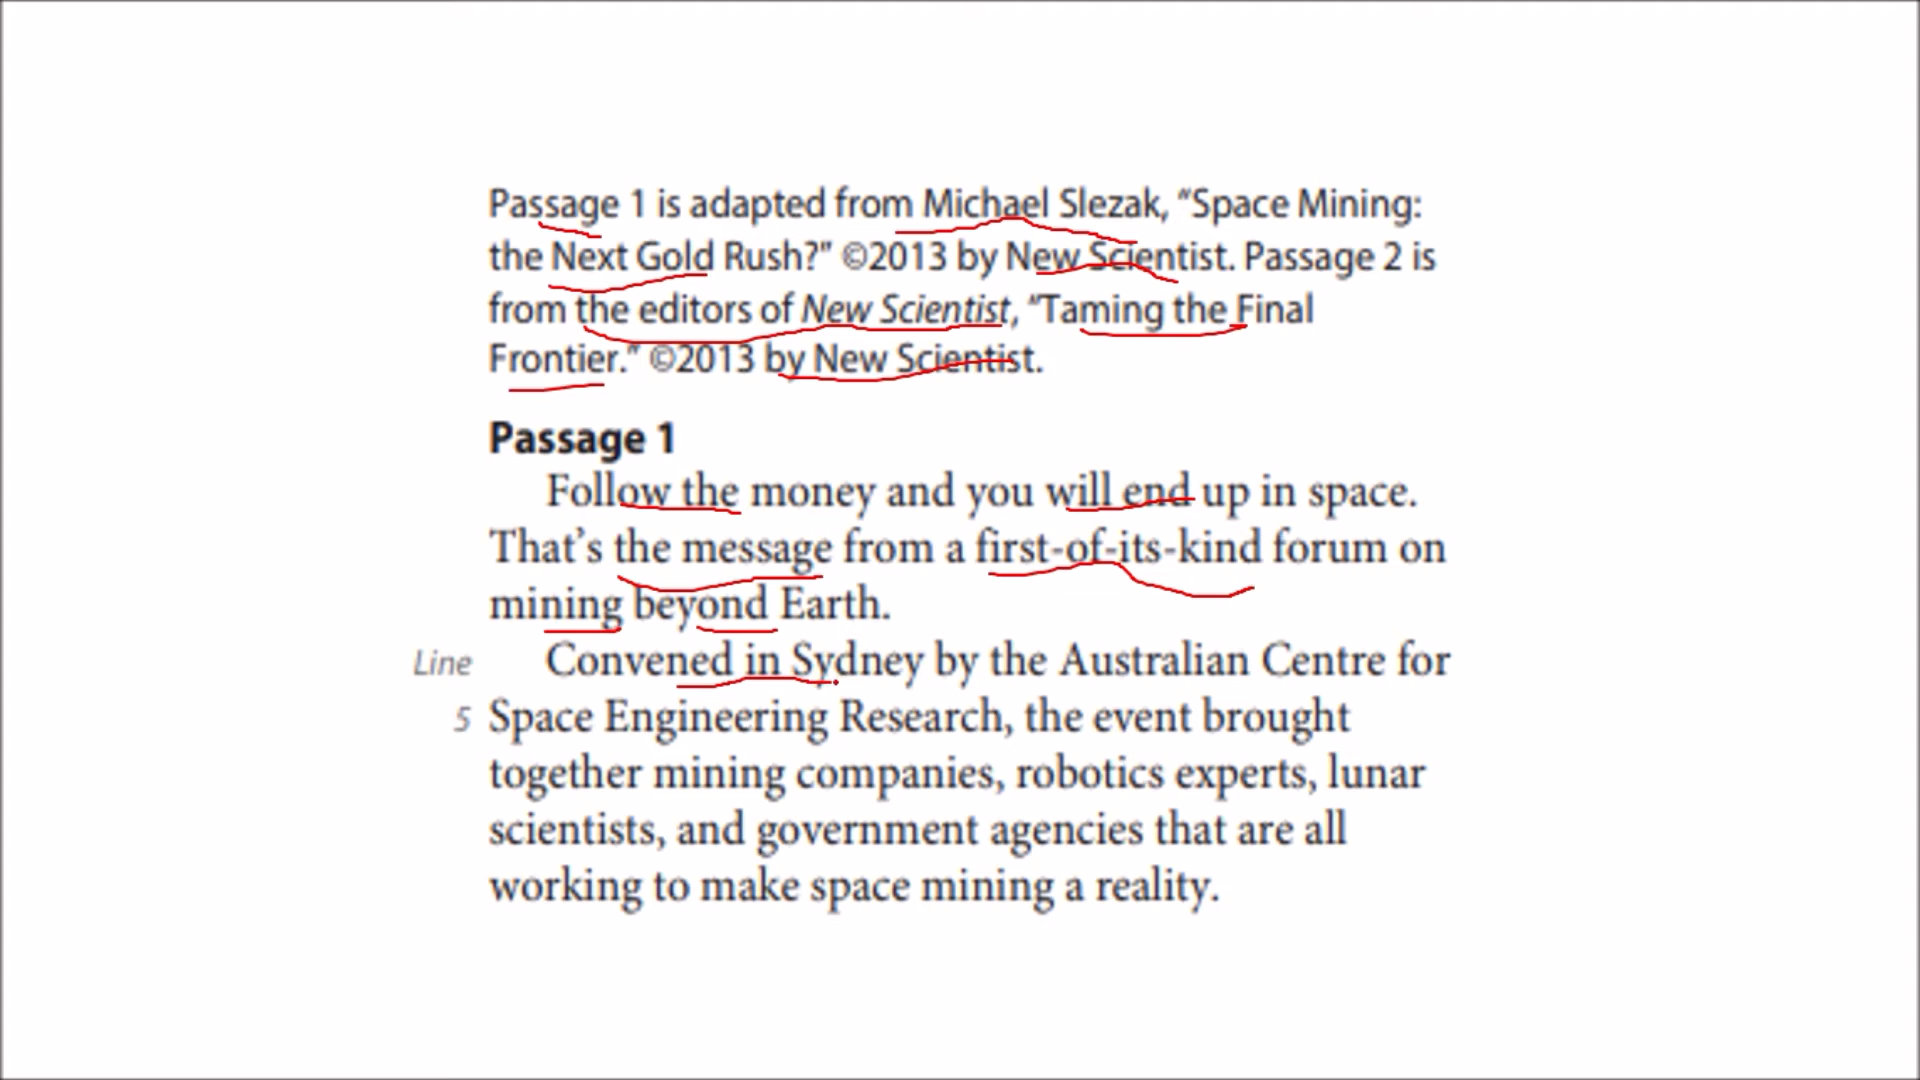 Passage 1 is adapted from Michael Slezak, “Space Mining:
the Next Gold Rush?” ©2013 by New Scientist. Passage 2 is
from the editors of New Scientist, “Taming the Final
Frontier.” ©2013 by New Scientist.
Passage 1
Follow the money and you will end up in space.
That’s the message from a first-of-its-kind forum on
mining beyond Earth.
Line Convened in Sydney by the Australian Centre for
5 Space Engineering Research, the event brought
together mining companies, robotics experts, lunar
scientists, and government agencies that are all
working to make space mining a reality.